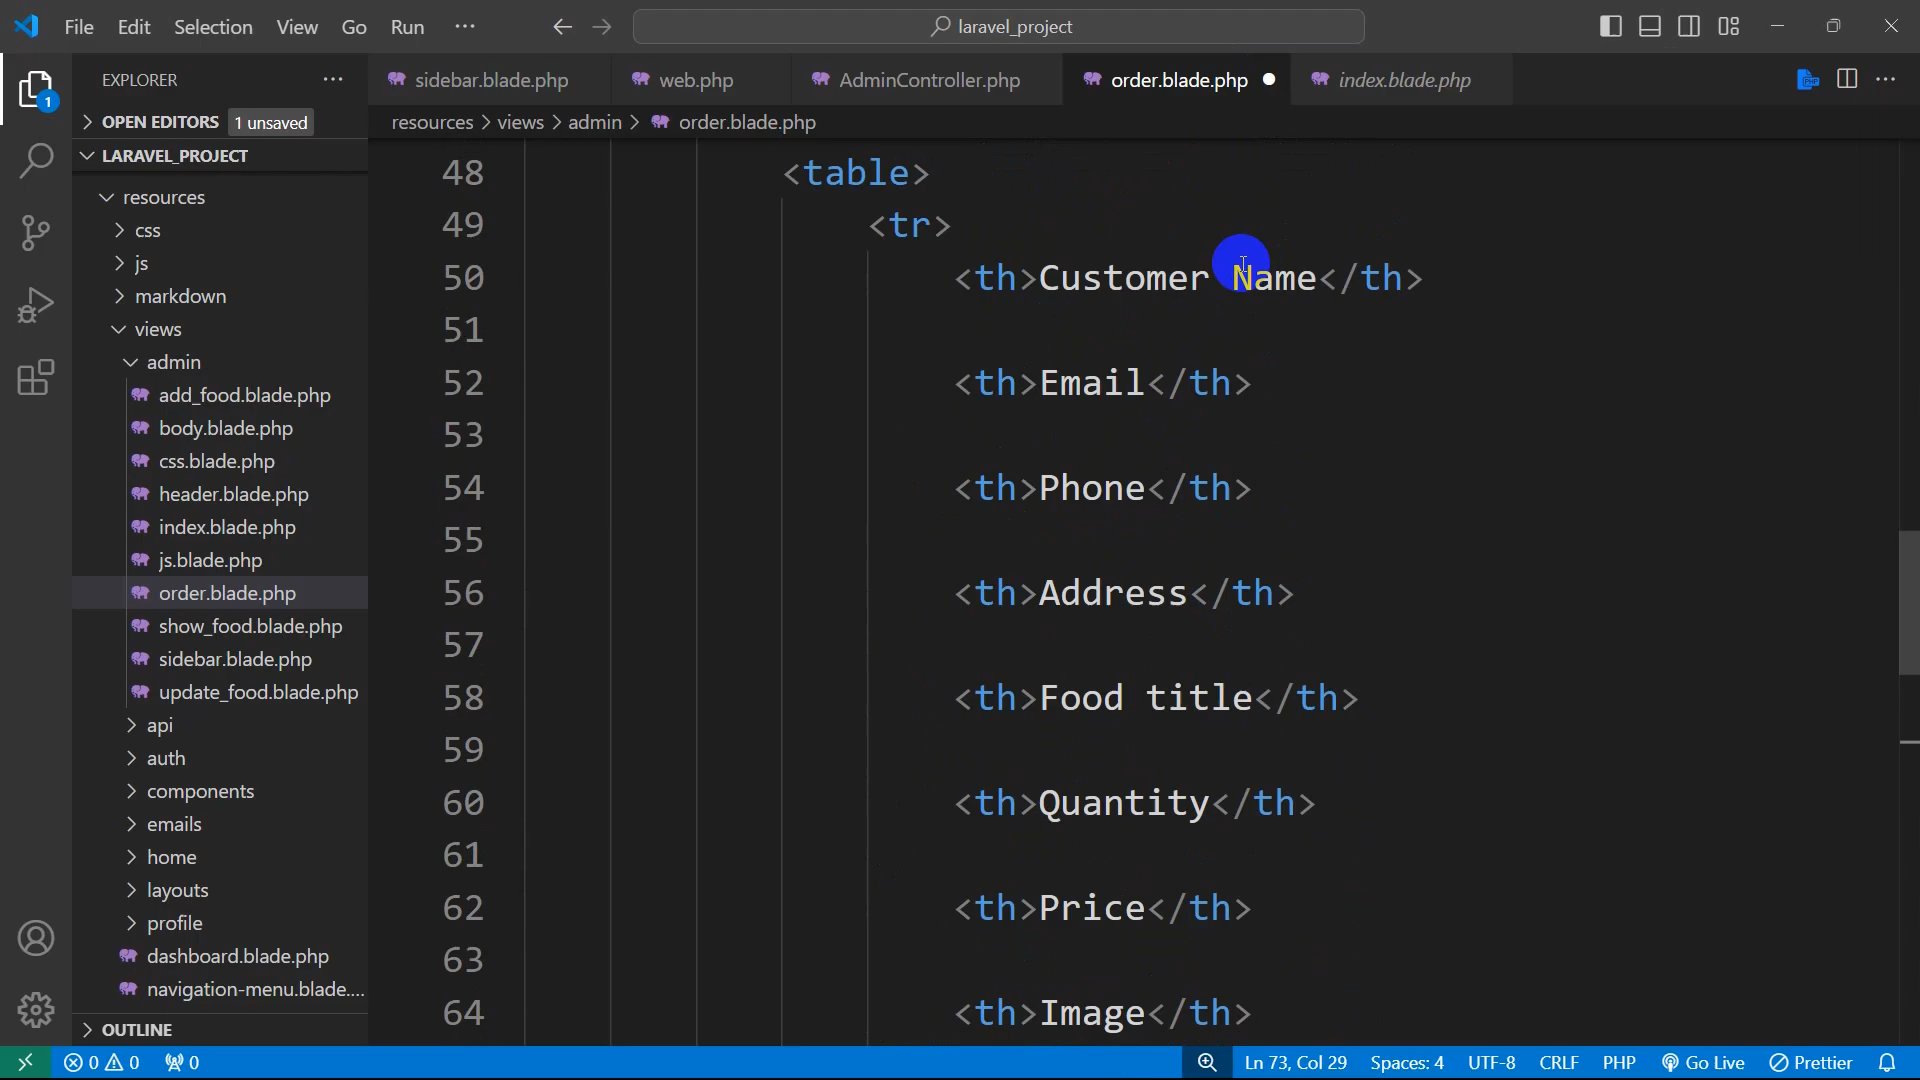 File Edit Selection View Go Run ··· laravel_project
EXPLORER ···
sidebar.blade.php web.php AdminController.php order.blade.php index.blade.php ···
OPEN EDITORS 1 unsaved
resources > views > admin > order.blade.php
LARAVEL_PROJECT
resources
css
js
markdown
views
admin
add_food.blade.php
body.blade.php
css.blade.php
header.blade.php
index.blade.php
js.blade.php
order.blade.php
show_food.blade.php
sidebar.blade.php
update_food.blade.php
api
auth
components
emails
home
layouts
profile
dashboard.blade.php
navigation-menu.blade....
OUTLINE
1
48 <table>
49 <tr>
50 <th>Customer Name</th>
51
52 <th>Email</th>
53
54 <th>Phone</th>
55
56 <th>Address</th>
57
58 <th>Food title</th>
59
60 <th>Quantity</th>
61
62 <th>Price</th>
63
64 <th>Image</th>
0 0 0 Ln 73, Col 29 Spaces: 4 UTF-8 CRLF PHP Go Live Prettier